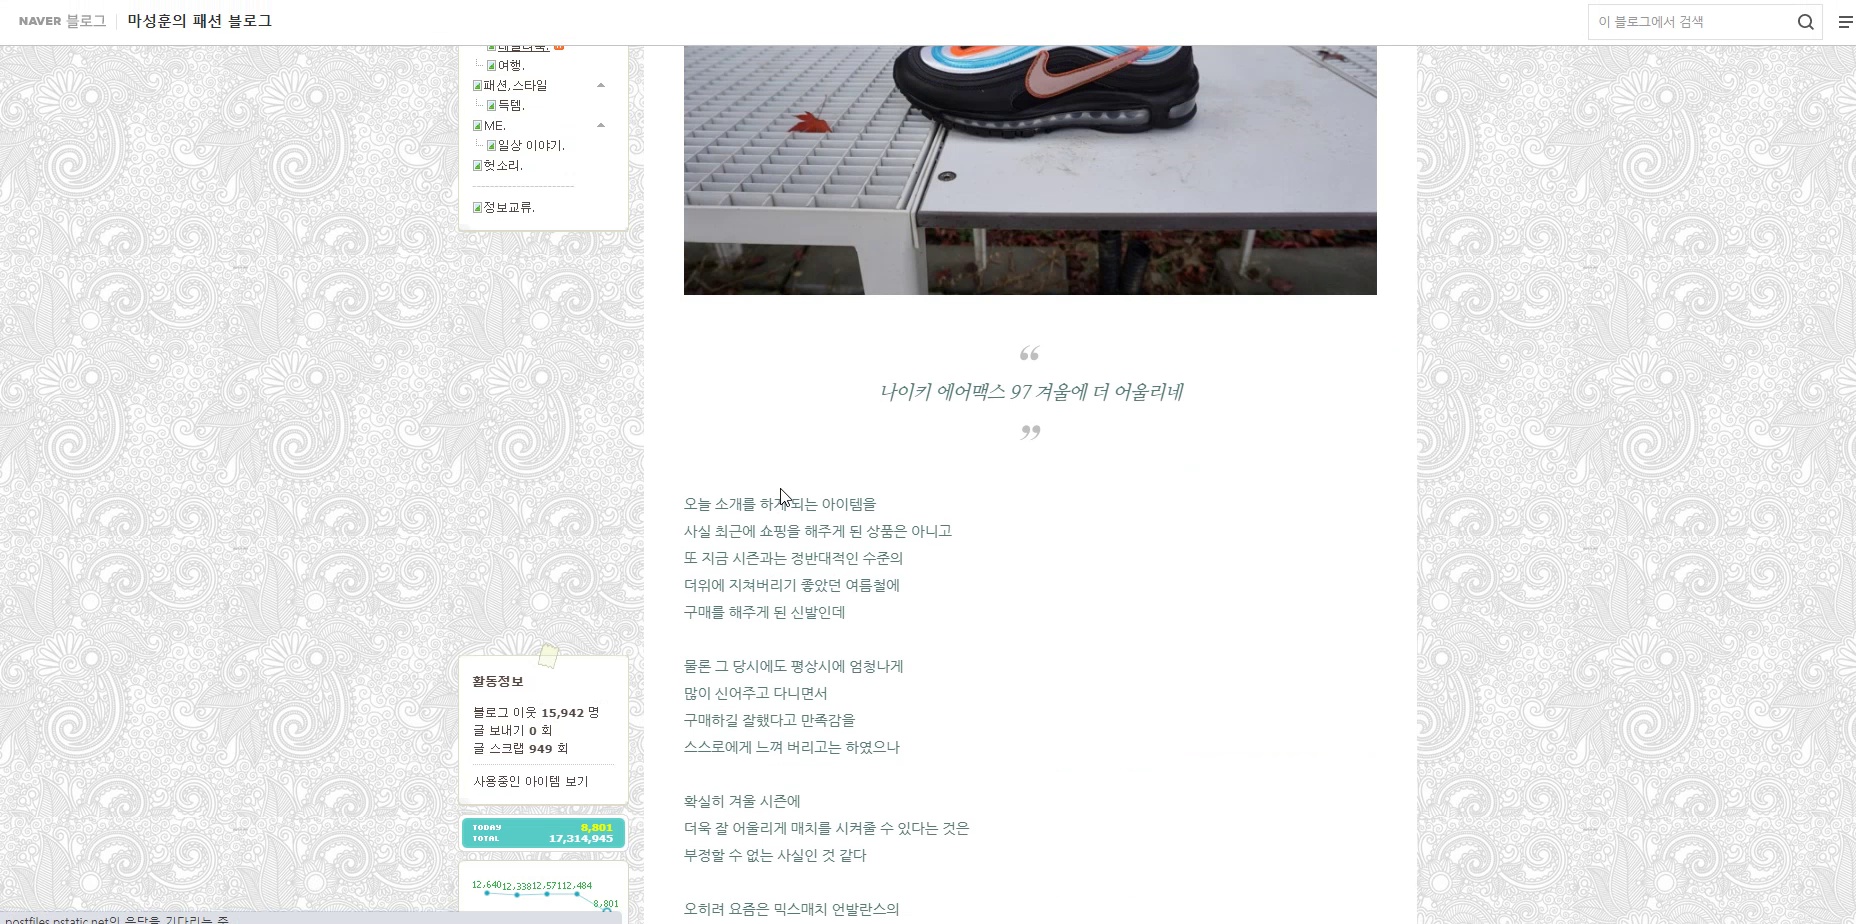 NAVER 블로그 마성훈의 패션 블로그
이 블로그에서 검색
여행.
패션,스타일
득템.
ME.
일상 이야기.
헛소리.
정보교류.
“
나이키 에어맥스 97 겨울에 더 어울리네
”
오늘 소개를 하게되는 아이템을
사실 최근에 쇼핑을 해주게 된 상품은 아니고
또 지금 시즌과는 정반대적인 수준의
더위에 지쳐버리기 좋았던 여름철에
구매를 해주게 된 신발인데
물론 그 당시에도 평상시에 엄청나게
많이 신어주고 다니면서
구매하길 잘했다고 만족감을
스스로에게 느껴 버리고는 하였으나
확실히 겨울 시즌에
더욱 잘 어울리게 매치를 시켜줄 수 있다는 것은
부정할 수 없는 사실인 것 같다
오히려 요즘은 믹스매치 언발란스의
활동정보
블로그 이웃 15,942 명
글 보내기 0 회
글 스크랩 949 회
사용중인 아이템 보기
TODAY 8,801
TOTAL 17,314,945
12,640 12,338 12,571 12,484
8,801
postfiles.pstatic.net의 응답을 기다리는 중